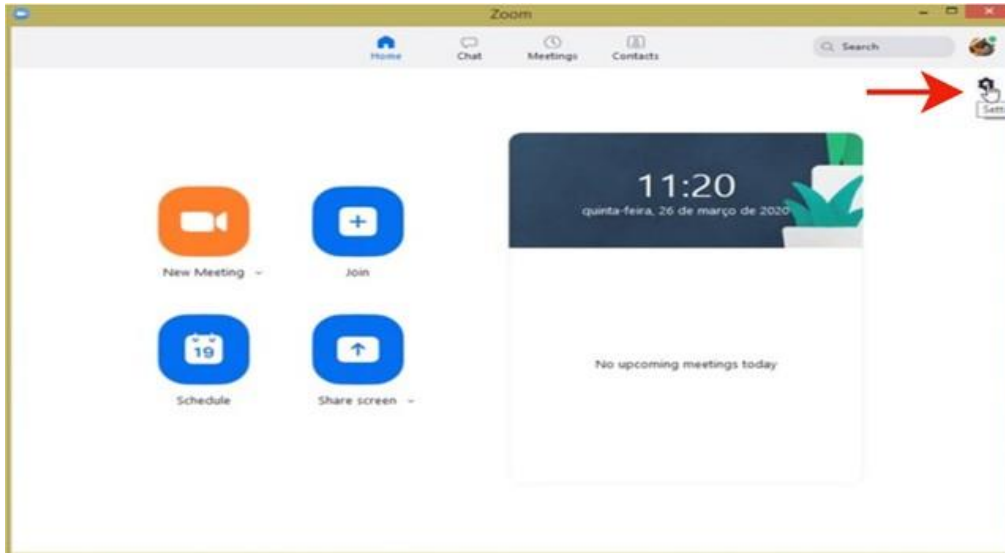 Zoom
Home
Chat
Meetings
Contacts
Search
11:20
quinta-feira, 26 de março de 2020
New Meeting
Join
19
Schedule
Share screen
No upcoming meetings today